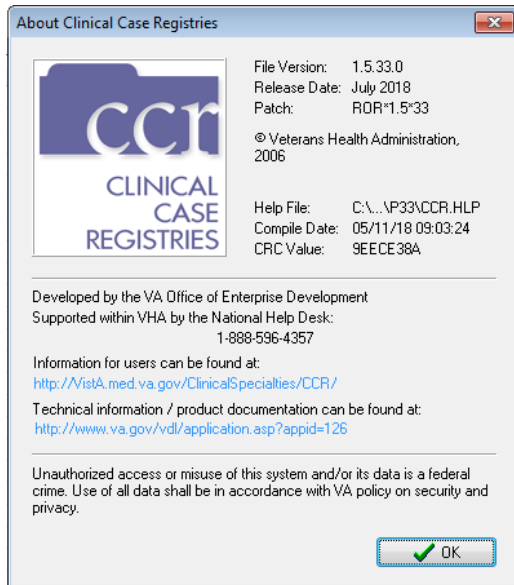 About Clinical Case Registries
ccr
CLINICAL
CASE
REGISTRIES
File Version: 1.5.33.0
Release Date: July 2018
Patch: ROR*1.5*33
© Veterans Health Administration,
2006
Help File: C:\...\P33\CCR.HLP
Compile Date: 05/11/18 09:03:24
CRC Value: 9EECE38A
Developed by the VA Office of Enterprise Development
Supported within VHA by the National Help Desk:
1-888-596-4357
Information for users can be found at:
http://VistA.med.va.gov/ClinicalSpecialties/CCR/
Technical information / product documentation can be found at:
http://www.va.gov/vdl/application.asp?appid=126
Unauthorized access or misuse of this system and/or its data is a federal
crime. Use of all data shall be in accordance with VA policy on security and
privacy.
OK